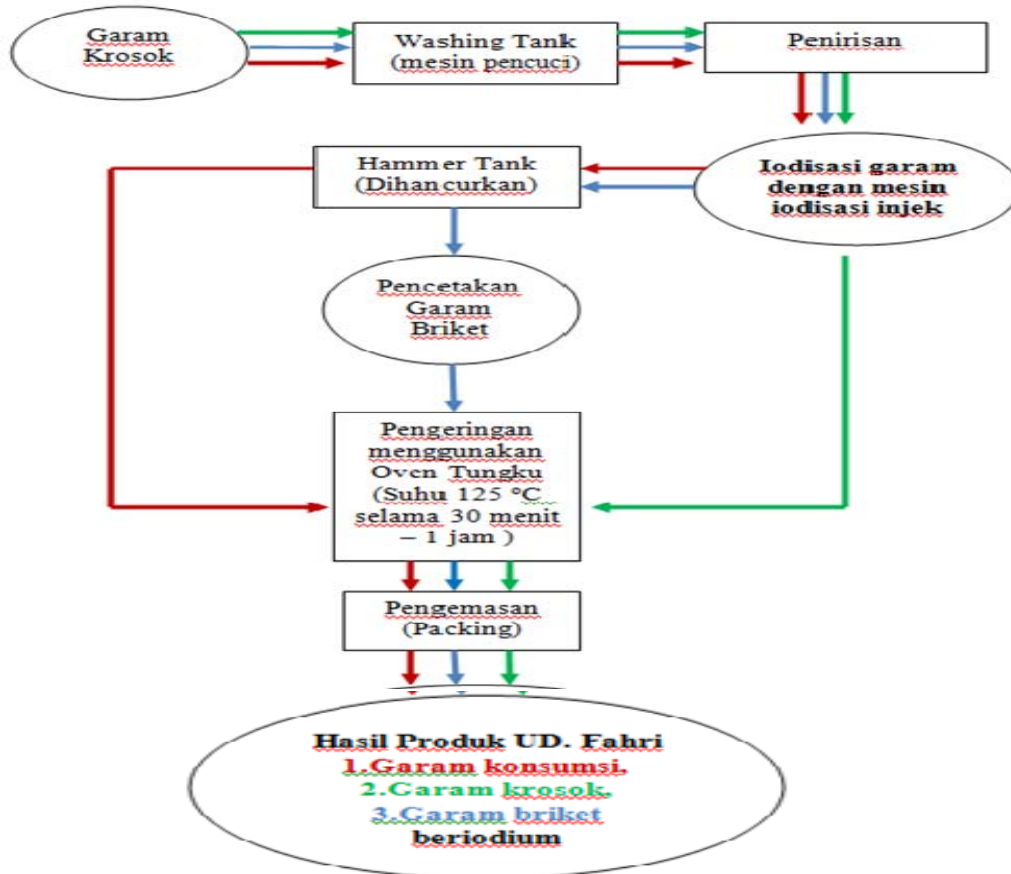 Garam
Krosok
Washing Tank
(mesin pencuci)
Penirisan
Hammer Tank
(Dihancurkan)
Iodisasi garam
dengan mesin
iodisasi injek
Pencetakan
Garam
Briket
Pengeringan
menggunakan
Oven Tungku
(Suhu 125 °C
selama 30 menit
– 1 jam )
Pengemasan
(Packing)
Hasil Produk UD. Fahri
1.Garam konsumsi,
2.Garam krosok,
3.Garam briket
beriodium